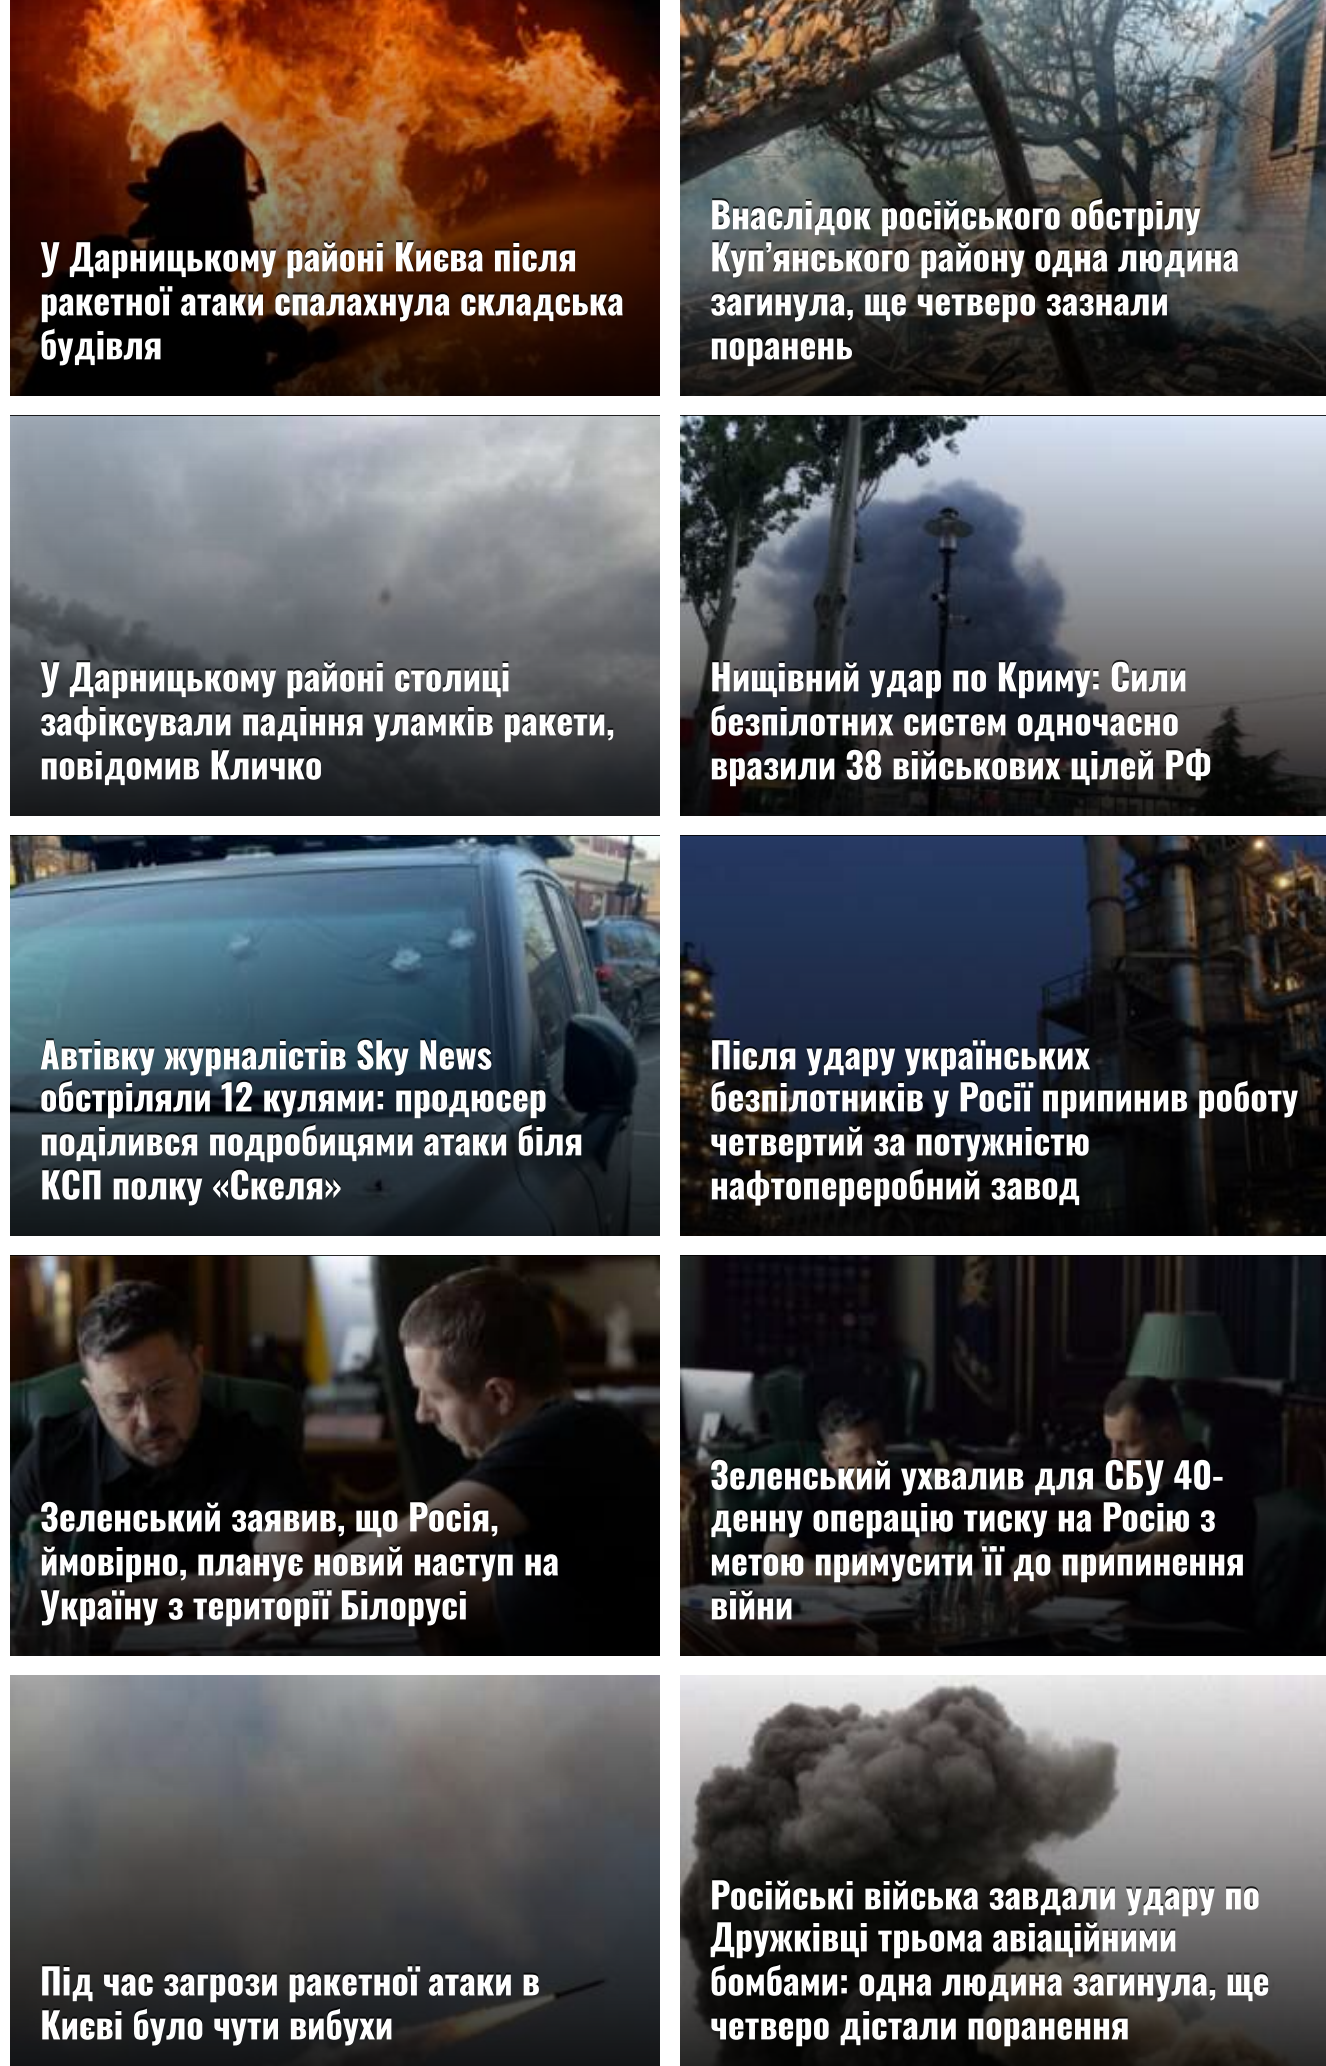 У Дарницькому районі Києва після
ракетної атаки спалахнула складська
будівля
Внаслідок російського обстрілу
Куп’янського району одна людина
загинула, ще четверо зазнали
поранень
У Дарницькому районі столиці
зафіксували падіння уламків ракети,
повідомив Кличко
Нищівний удар по Криму: Сили
безпілотних систем одночасно
вразили 38 військових цілей РФ
Автівку журналістів Sky News
обстріляли 12 кулями: продюсер
поділився подробицями атаки біля
КСП полку «Скеля»
Після удару українських
безпілотників у Росії припинив роботу
четвертий за потужністю
нафтопереробний завод
Зеленський заявив, що Росія,
ймовірно, планує новий наступ на
Україну з території Білорусі
Зеленський ухвалив для СБУ 40-
денну операцію тиску на Росію з
метою примусити її до припинення
війни
Під час загрози ракетної атаки в
Києві було чути вибухи
Російські війська завдали удару по
Дружківці трьома авіаційними
бомбами: одна людина загинула, ще
четверо дістали поранення